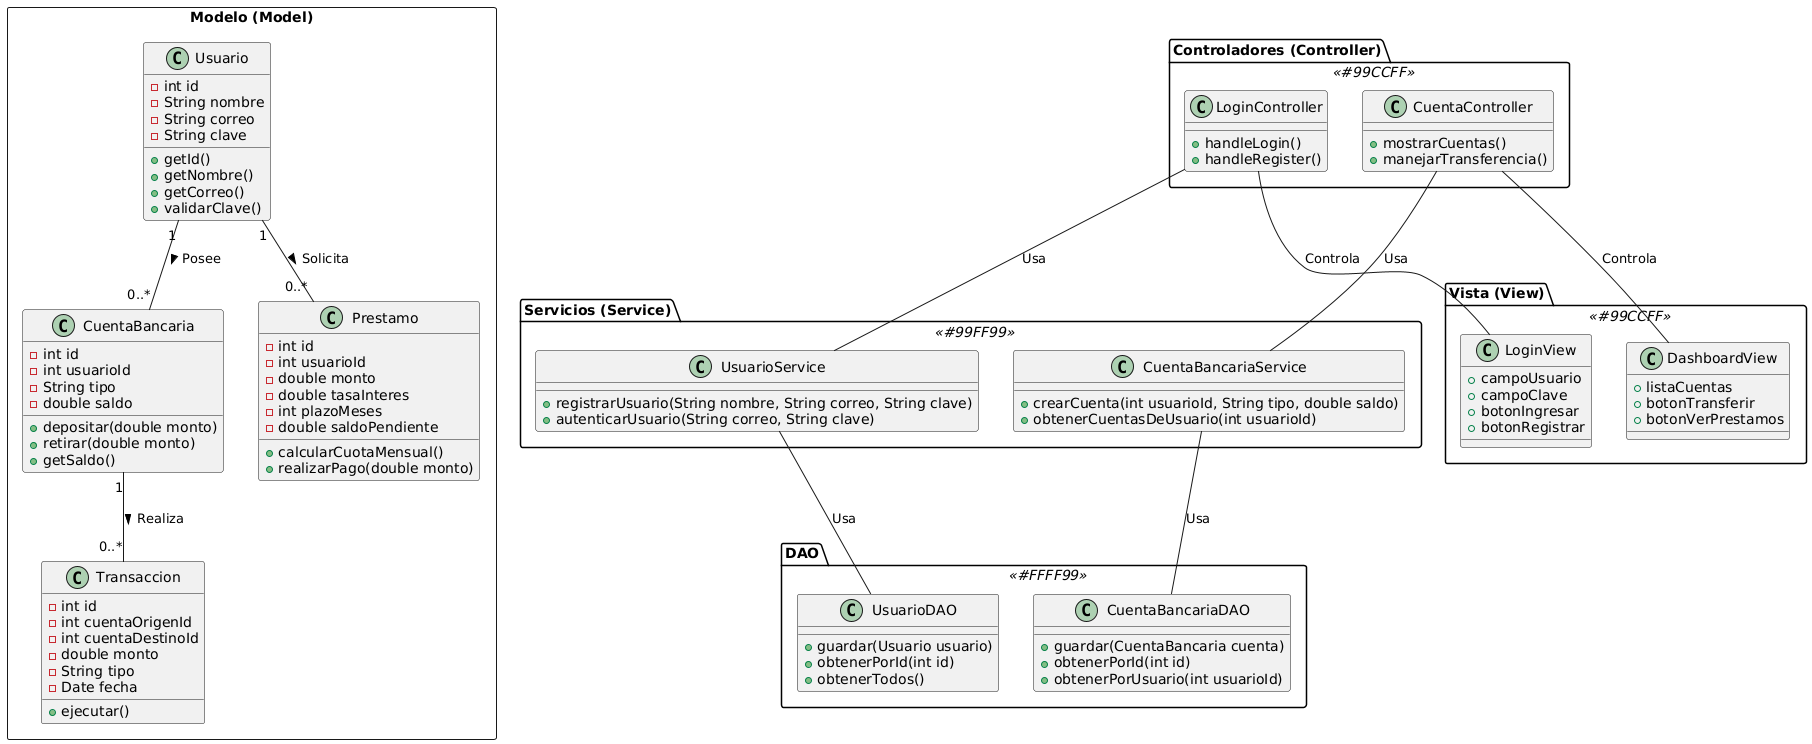 Modelo (Model)
C Usuario
int id
String nombre
String correo
String clave
getId()
getNombre()
getCorreo()
validarClave()
1
Posee
0..*
1
Solicita
0..*
C CuentaBancaria
int id
int usuarioId
String tipo
double saldo
depositar(double monto)
retirar(double monto)
getSaldo()
C Prestamo
int id
int usuarioId
double monto
double tasaInteres
int plazoMeses
double saldoPendiente
calcularCuotaMensual()
realizarPago(double monto)
1
Realiza
0..*
C Transaccion
int id
int cuentaOrigenId
int cuentaDestinoId
double monto
String tipo
Date fecha
ejecutar()
Controladores (Controller)
«#99CCFF»
C LoginController
handleLogin()
handleRegister()
C CuentaController
mostrarCuentas()
manejarTransferencia()
Usa
Controla
Usa
Controla
Servicios (Service)
«#99FF99»
C UsuarioService
registrarUsuario(String nombre, String correo, String clave)
autenticarUsuario(String correo, String clave)
C CuentaBancariaService
crearCuenta(int usuarioId, String tipo, double saldo)
obtenerCuentasDeUsuario(int usuarioId)
Vista (View)
«#99CCFF»
C LoginView
campoUsuario
campoClave
botonIngresar
botonRegistrar
C DashboardView
listaCuentas
botonTransferir
botonVerPrestamos
Usa
Usa
DAO
«#FFFF99»
C UsuarioDAO
guardar(Usuario usuario)
obtenerPorId(int id)
obtenerTodos()
C CuentaBancariaDAO
guardar(CuentaBancaria cuenta)
obtenerPorId(int id)
obtenerPorUsuario(int usuarioId)